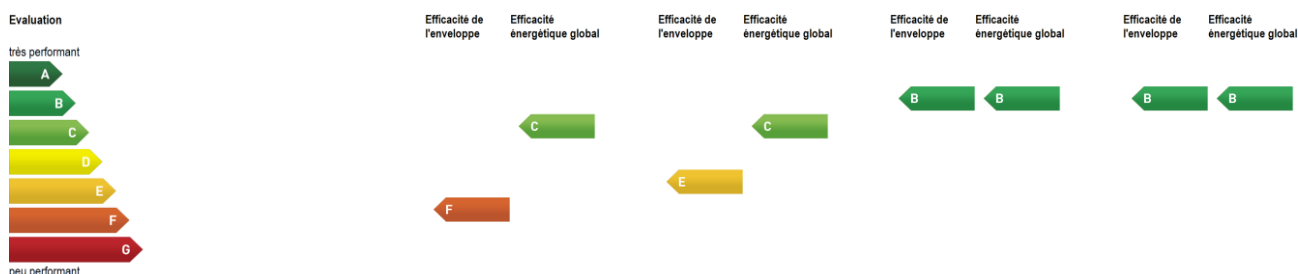 Evaluation
très performant
A
B
C
D
E
F
G
peu performant
Efficacité de
l'enveloppe
F
Efficacité
énergétique global
C
Efficacité de
l'enveloppe
E
Efficacité
énergétique global
C
Efficacité de
l'enveloppe
B
Efficacité
énergétique global
B
Efficacité de
l'enveloppe
B
Efficacité
énergétique global
B